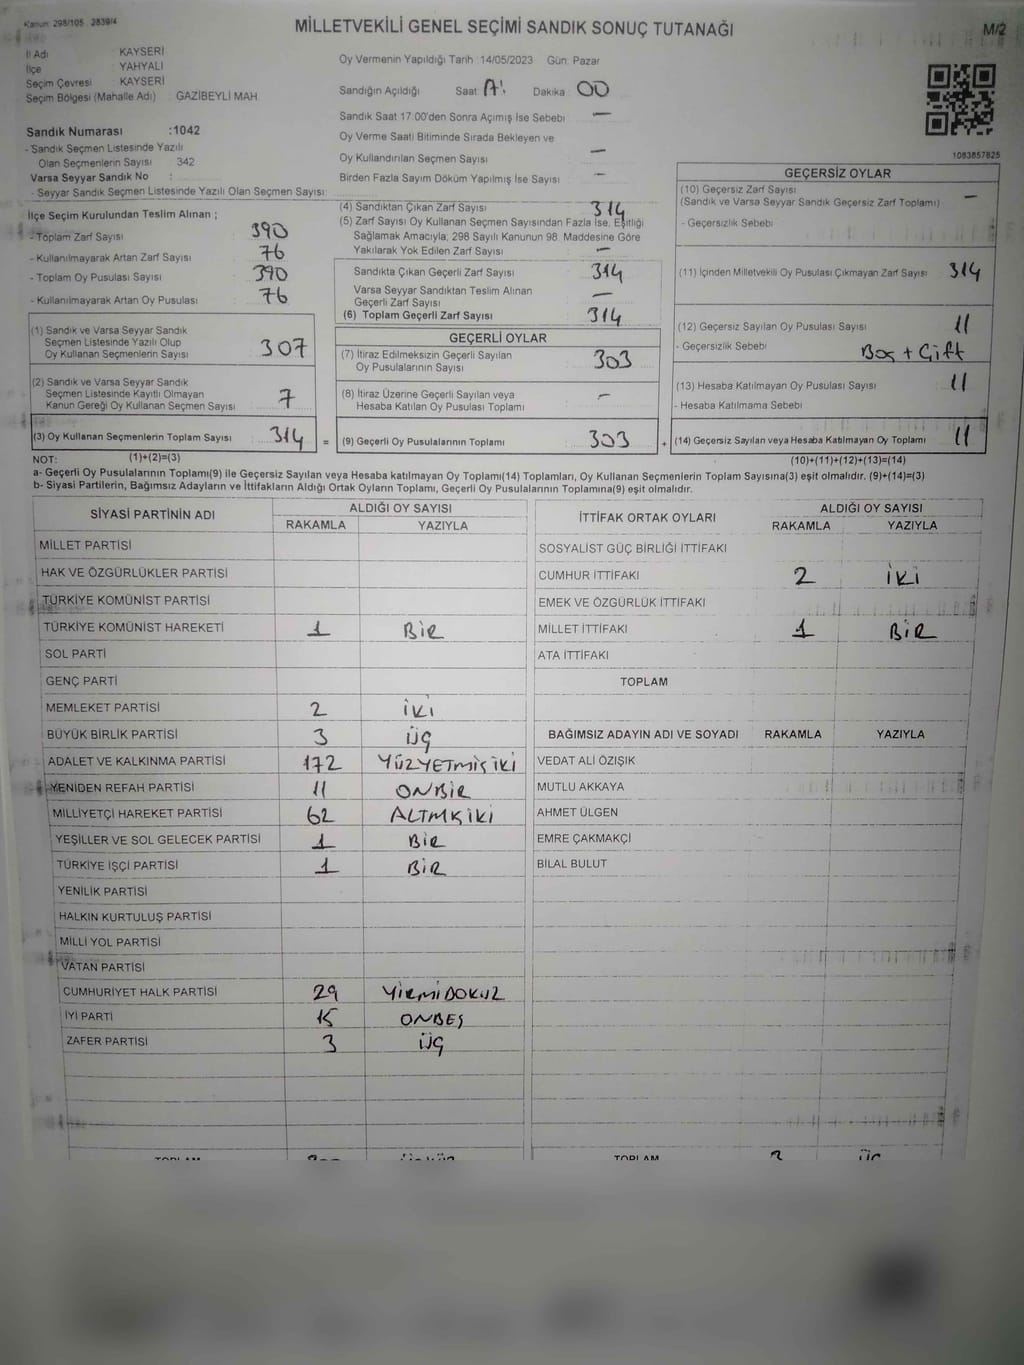 Kanun: 298/105 2839/4
MİLLETVEKİLİ GENEL SEÇİMİ SANDIK SONUÇ TUTANAĞI
M/2
İl Adı KAYSERİ
İlçe YAHYALI
Seçim Çevresi KAYSERİ
Seçim Bölgesi (Mahalle Adı) : GAZİBEYLİ MAH.
Sandık Numarası :1042
- Sandık Seçmen Listesinde Yazılı
Olan Seçmenlerin Sayısı 342
Varsa Seyyar Sandık No :
- Seyyar Sandık Seçmen Listesinde Yazılı Olan Seçmen Sayısı:
Oy Vermenin Yapıldığı Tarih : 14/05/2023 Gün: Pazar
Sandığın Açıldığı Saat: Dakika : 00
Sandık Saat 17.00'den Sonra Açımış İse Sebebi —
Oy Verme Saati Bitiminde Sırada Bekleyen ve
Oy Kullandırılan Seçmen Sayısı —
Birden Fazla Sayım Döküm Yapılmış İse Sayısı —
1083857825
İlçe Seçim Kurulundan Teslim Alınan ;
- Toplam Zarf Sayısı : 390
- Kullanılmayarak Artan Zarf Sayısı : 76
- Toplam Oy Pusulası Sayısı : 390
- Kullanılmayarak Artan Oy Pusulası : 76
(1) Sandık ve Varsa Seyyar Sandık
Seçmen Listesinde Yazılı Olup
Oy Kullanan Seçmenlerin Sayısı 307
(2) Sandık ve Varsa Seyyar Sandık
Seçmen Listesinde Kayıtlı Olmayan
Kanun Gereği Oy Kullanan Seçmen Sayısı 7
(3) Oy Kullanan Seçmenlerin Toplam Sayısı 314 =
(4) Sandıktan Çıkan Zarf Sayısı 314
(5) Zarf Sayısı Oy Kullanan Seçmen Sayısından Fazla İse, Eşitliği
Sağlamak Amacıyla; 298 Sayılı Kanunun 98. Maddesine Göre
Yakılarak Yok Edilen Zarf Sayısı —
Sandıkta Çıkan Geçerli Zarf Sayısı 314
Varsa Seyyar Sandıktan Teslim Alınan
Geçerli Zarf Sayısı —
(6) Toplam Geçerli Zarf Sayısı 314
GEÇERLİ OYLAR
(7) İtiraz Edilmeksizin Geçerli Sayılan
Oy Pusulalarının Sayısı 303
(8) İtiraz Üzerine Geçerli Sayılan veya
Hesaba Katılan Oy Pusulası Toplamı —
(9) Geçerli Oy Pusulalarının Toplamı 303 +
GEÇERSİZ OYLAR
(10) Geçersiz Zarf Sayısı —
(Sandık ve Varsa Seyyar Sandık Geçersiz Zarf Toplamı)
- Geçersizlik Sebebi
(11) İçinden Milletvekili Oy Pusulası Çıkmayan Zarf Sayısı 314
(12) Geçersiz Sayılan Oy Pusulası Sayısı 11
- Geçersizlik Sebebi Boş + Çift
(13) Hesaba Katılmayan Oy Pusulası Sayısı 11
- Hesaba Katılmama Sebebi
(14) Geçersiz Sayılan veya Hesaba Katılmayan Oy Toplamı 11
NOT: (1)+(2)=(3) (10)+(11)+(12)+(13)=(14)
a- Geçerli Oy Pusulalarının Toplamı(9) ile Geçersiz Sayılan veya Hesaba katılmayan Oy Toplamı(14) Toplamları, Oy Kullanan Seçmenlerin Toplam Sayısına(3) eşit olmalıdır. (9)+(14)=(3)
b- Siyasi Partilerin, Bağımsız Adayların ve İttifakların Aldığı Ortak Oyların Toplamı, Geçerli Oy Pusulalarının Toplamına(9) eşit olmalıdır.
SİYASİ PARTİNİN ADI ALDIĞI OY SAYISI
RAKAMLA YAZIYLA
MİLLET PARTİSİ
HAK VE ÖZGÜRLÜKLER PARTİSİ
TÜRKİYE KOMÜNİST PARTİSİ
TÜRKİYE KOMÜNİST HAREKETİ 1 BİR
SOL PARTİ
GENÇ PARTİ
MEMLEKET PARTİSİ 2 İKİ
BÜYÜK BİRLİK PARTİSİ 3 ÜÇ
ADALET VE KALKINMA PARTİSİ 172 YÜZYETMİŞİKİ
YENİDEN REFAH PARTİSİ 11 ONBİR
MİLLİYETÇİ HAREKET PARTİSİ 62 ALTMIŞİKİ
YEŞİLLER VE SOL GELECEK PARTİSİ 1 BİR
TÜRKİYE İŞÇİ PARTİSİ 1 BİR
YENİLİK PARTİSİ
HALKIN KURTULUŞ PARTİSİ
MİLLİ YOL PARTİSİ
VATAN PARTİSİ
CUMHURİYET HALK PARTİSİ 29 YİRMİDOKUZ
İYİ PARTİ 15 ONBEŞ
ZAFER PARTİSİ 3 ÜÇ
TOPLAM
İTTİFAK ORTAK OYLARI ALDIĞI OY SAYISI
RAKAMLA YAZIYLA
SOSYALİST GÜÇ BİRLİĞİ İTTİFAKI
CUMHUR İTTİFAKI 2 İKİ
EMEK VE ÖZGÜRLÜK İTTİFAKI
MİLLET İTTİFAKI 1 BİR
ATA İTTİFAKI
TOPLAM
BAĞIMSIZ ADAYIN ADI VE SOYADI RAKAMLA YAZIYLA
VEDAT ALİ ÖZIŞIK
MUTLU AKKAYA
AHMET ÜLGEN
EMRE ÇAKMAKÇİ
BİLAL BULUT
TOPLAM 3 ÜÇ